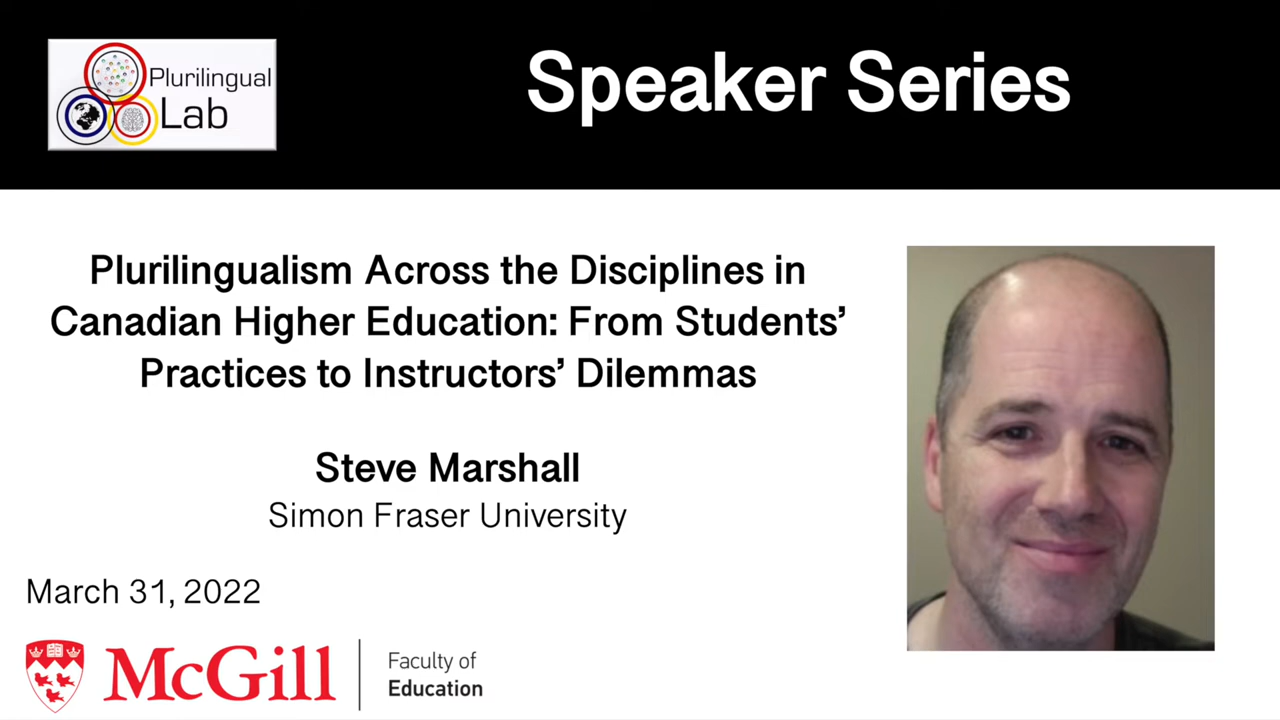 Plurilingual
Lab
Speaker Series
Plurilingualism Across the Disciplines in
Canadian Higher Education: From Students’
Practices to Instructors’ Dilemmas
Steve Marshall
Simon Fraser University
March 31, 2022
McGill
Faculty of
Education